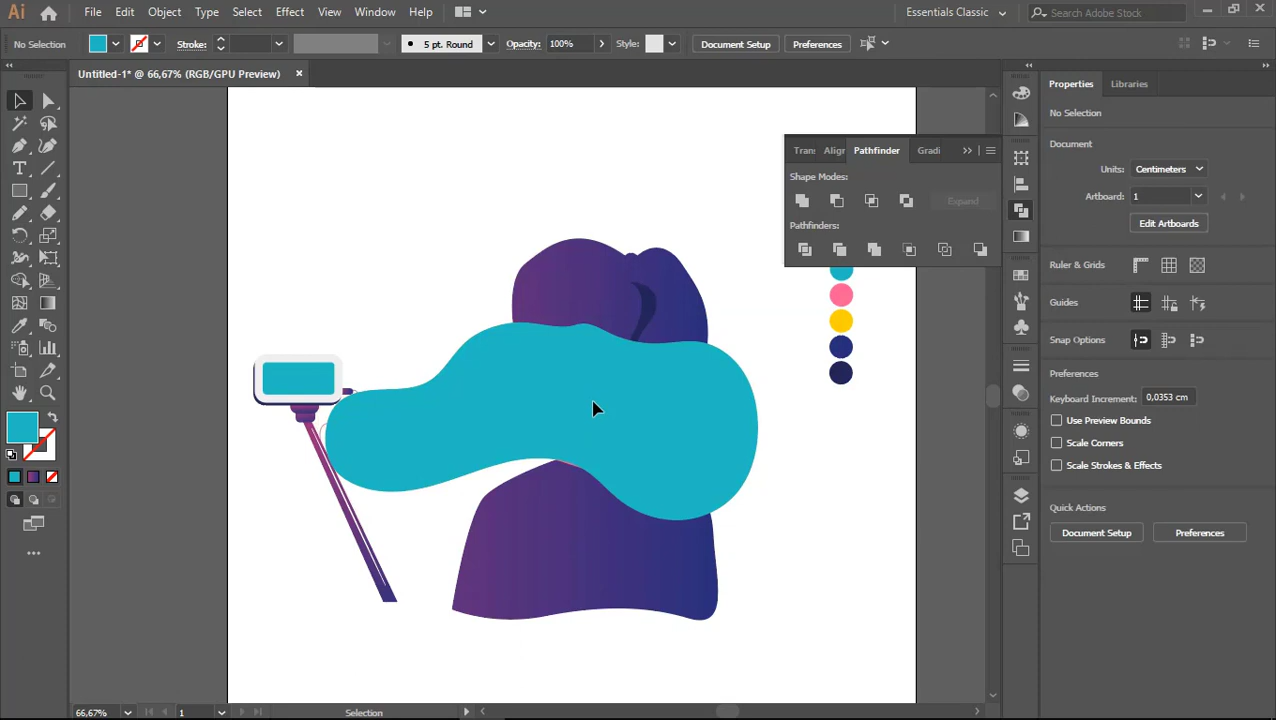 Ai File Edit Object Type Select Effect View Window Help Essentials Classic Search Adobe Stock
No Selection Stroke: 5 pt. Round Opacity: 100% Style: Document Setup Preferences
Untitled-1* @ 66,67% (RGB/GPU Preview) ×
Properties Libraries
No Selection
Document
Units: Centimeters
Artboard: 1
Edit Artboards
Ruler & Grids
Guides
Snap Options
Preferences
Keyboard Increment: 0,0353 cm
Use Preview Bounds
Scale Corners
Scale Strokes & Effects
Quick Actions
Document Setup Preferences
Trans Align Pathfinder Gradi
Shape Modes:
Expand
Pathfinders:
66,67% 1 Selection